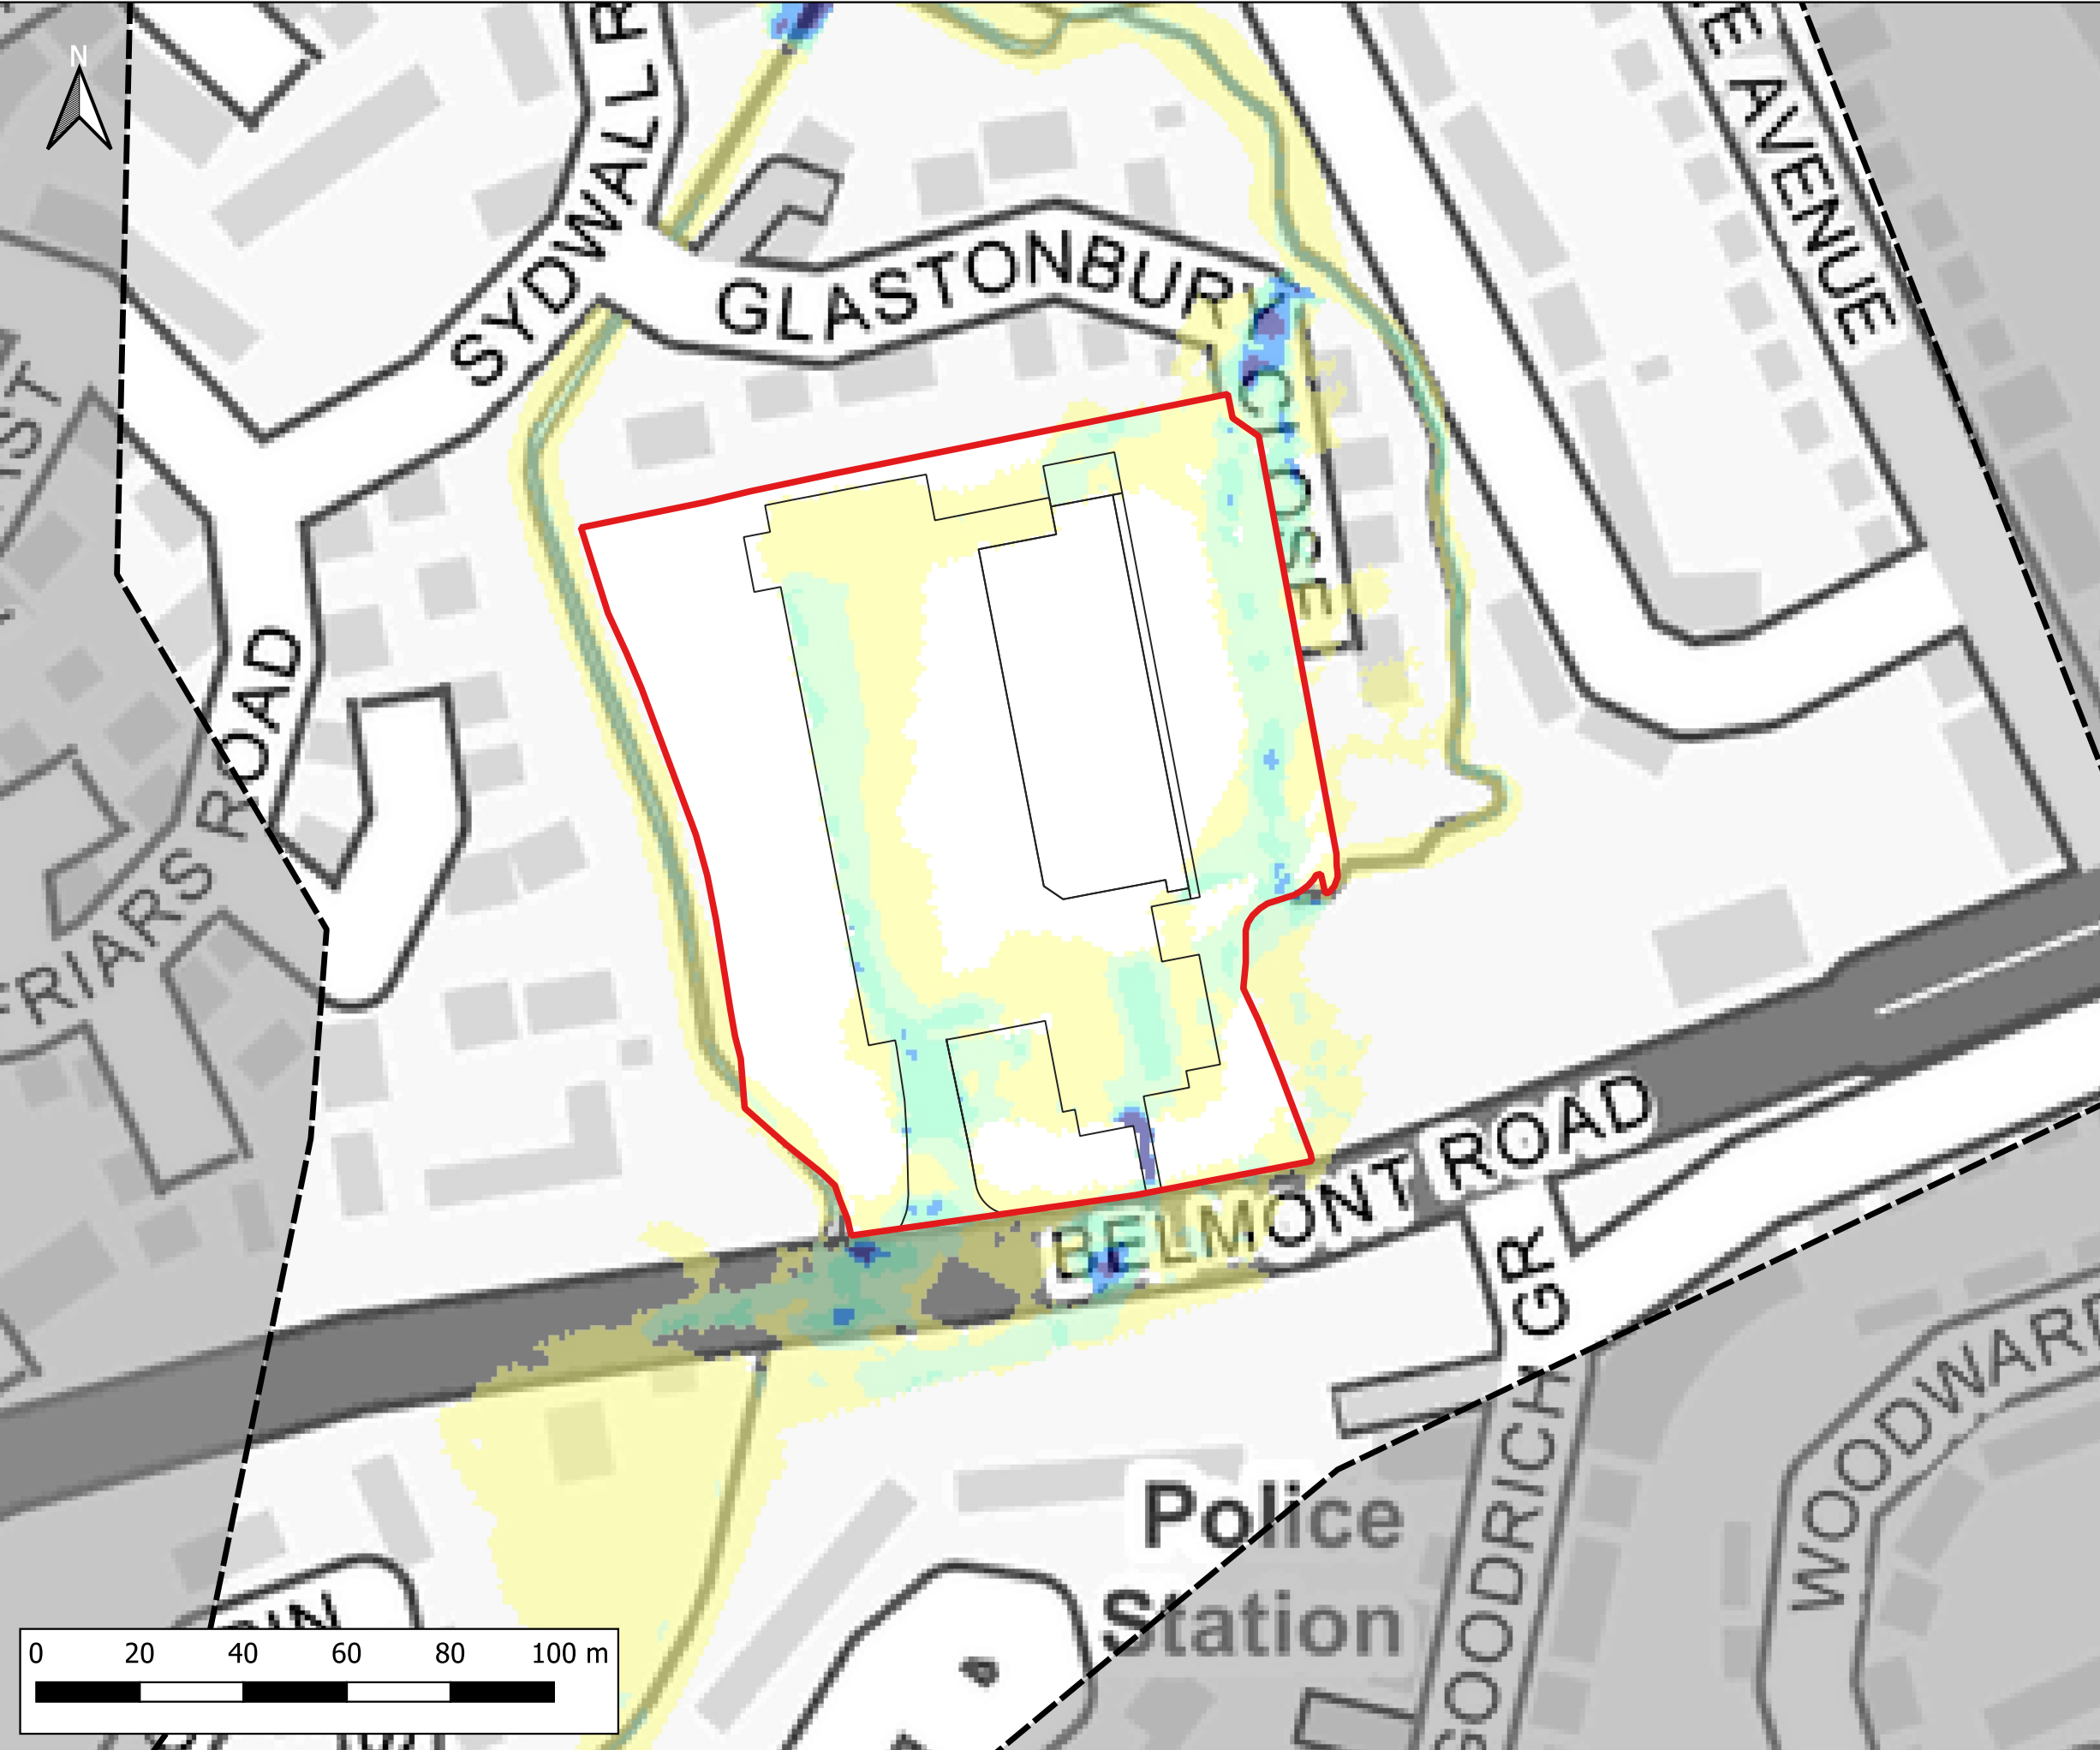 N
SYDWALL R
GLASTONBURY
CLOSE
E AVENUE
ROAD
FRIARS
BELMONT ROAD
GR
GOODRICH
WOODWARD
Police
Station
0 20 40 60 80 100 m